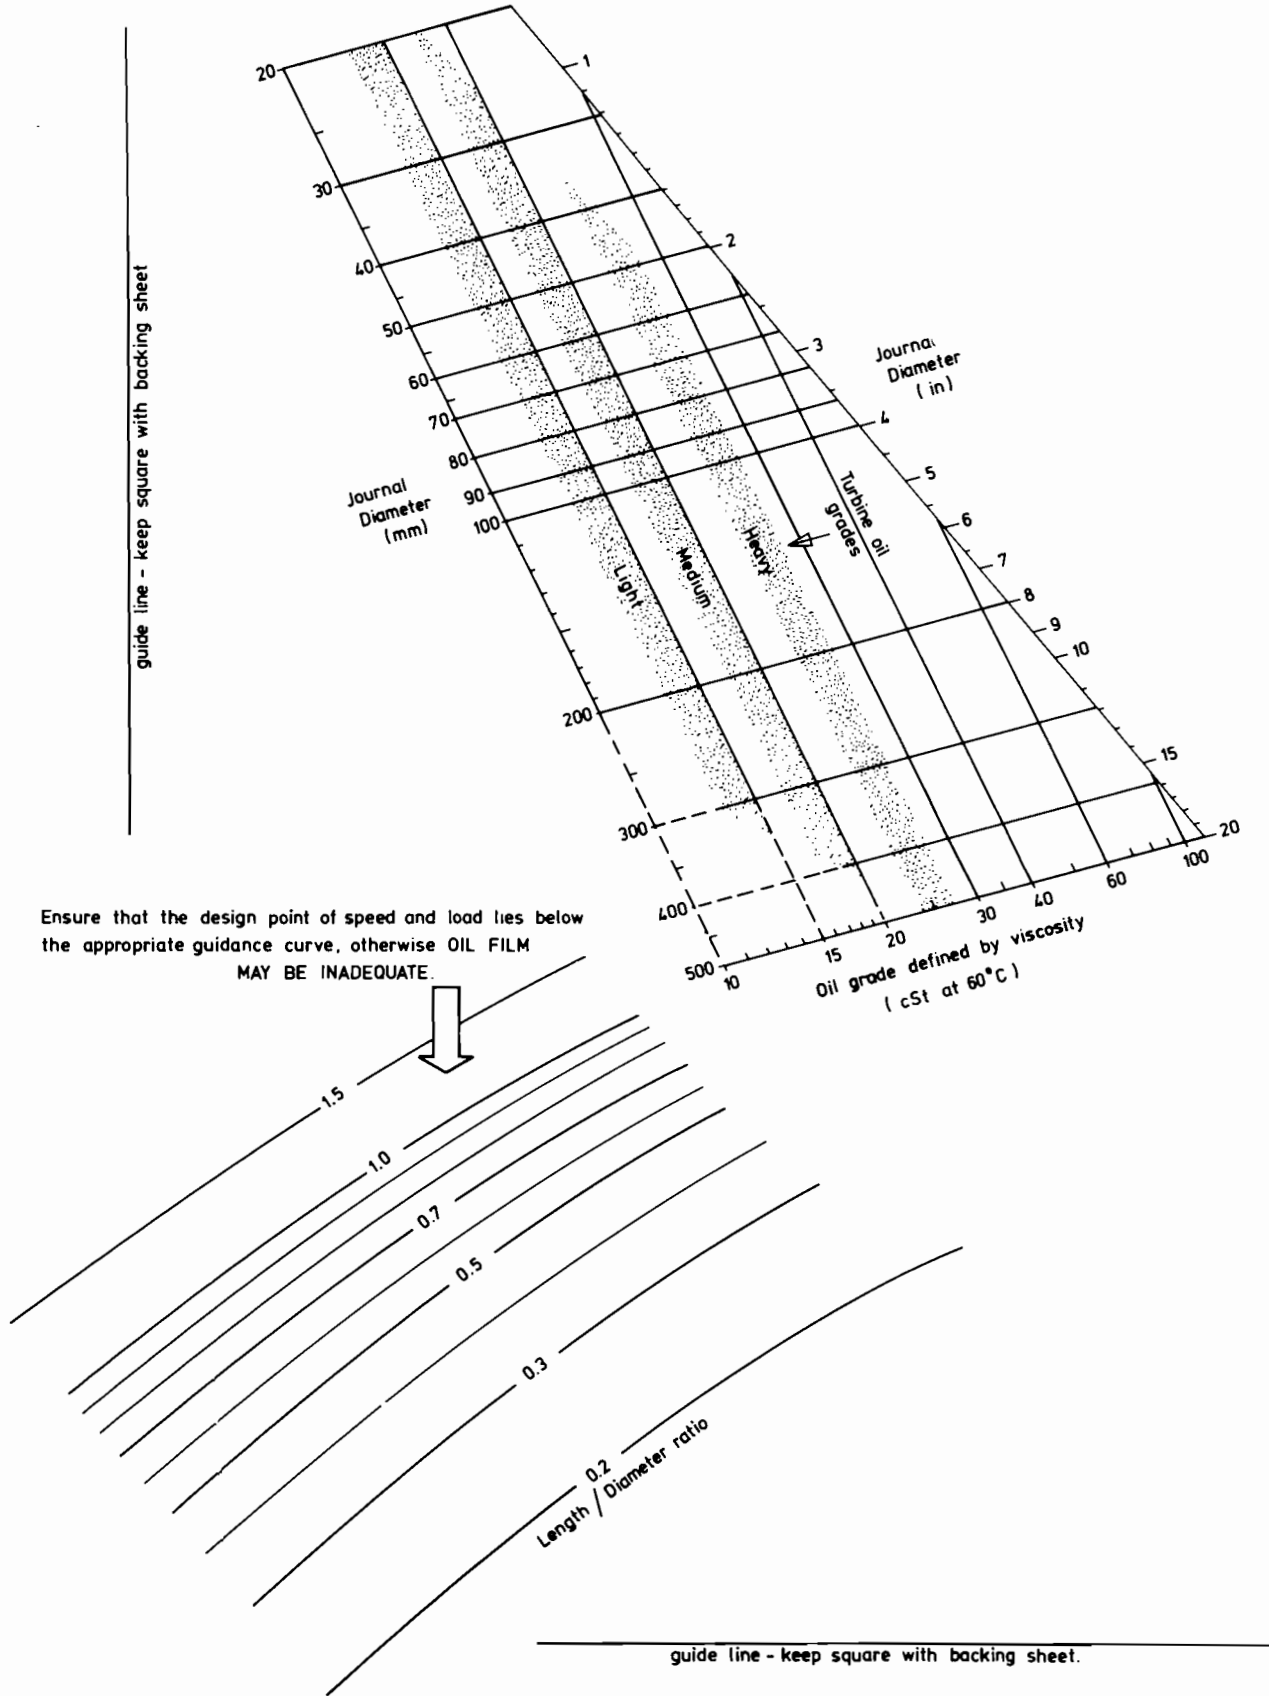 20
30
40
50
60
70
80
90
100
200
300
400
500
1
2
3
4
5
6
7
8
9
10
15
20
Journal
Diameter
(in)
Journal
Diameter
(mm)
Light
Medium
Heavy
Turbine oil
grades
10
15
20
30
40
60
100
Oil grade defined by viscosity
(cSt at 60°C)
guide line - keep square with backing sheet
Ensure that the design point of speed and load lies below
the appropriate guidance curve, otherwise OIL FILM
MAY BE INADEQUATE.
1.5
1.0
0.7
0.5
0.3
0.2
Length / Diameter ratio
guide line - keep square with backing sheet.